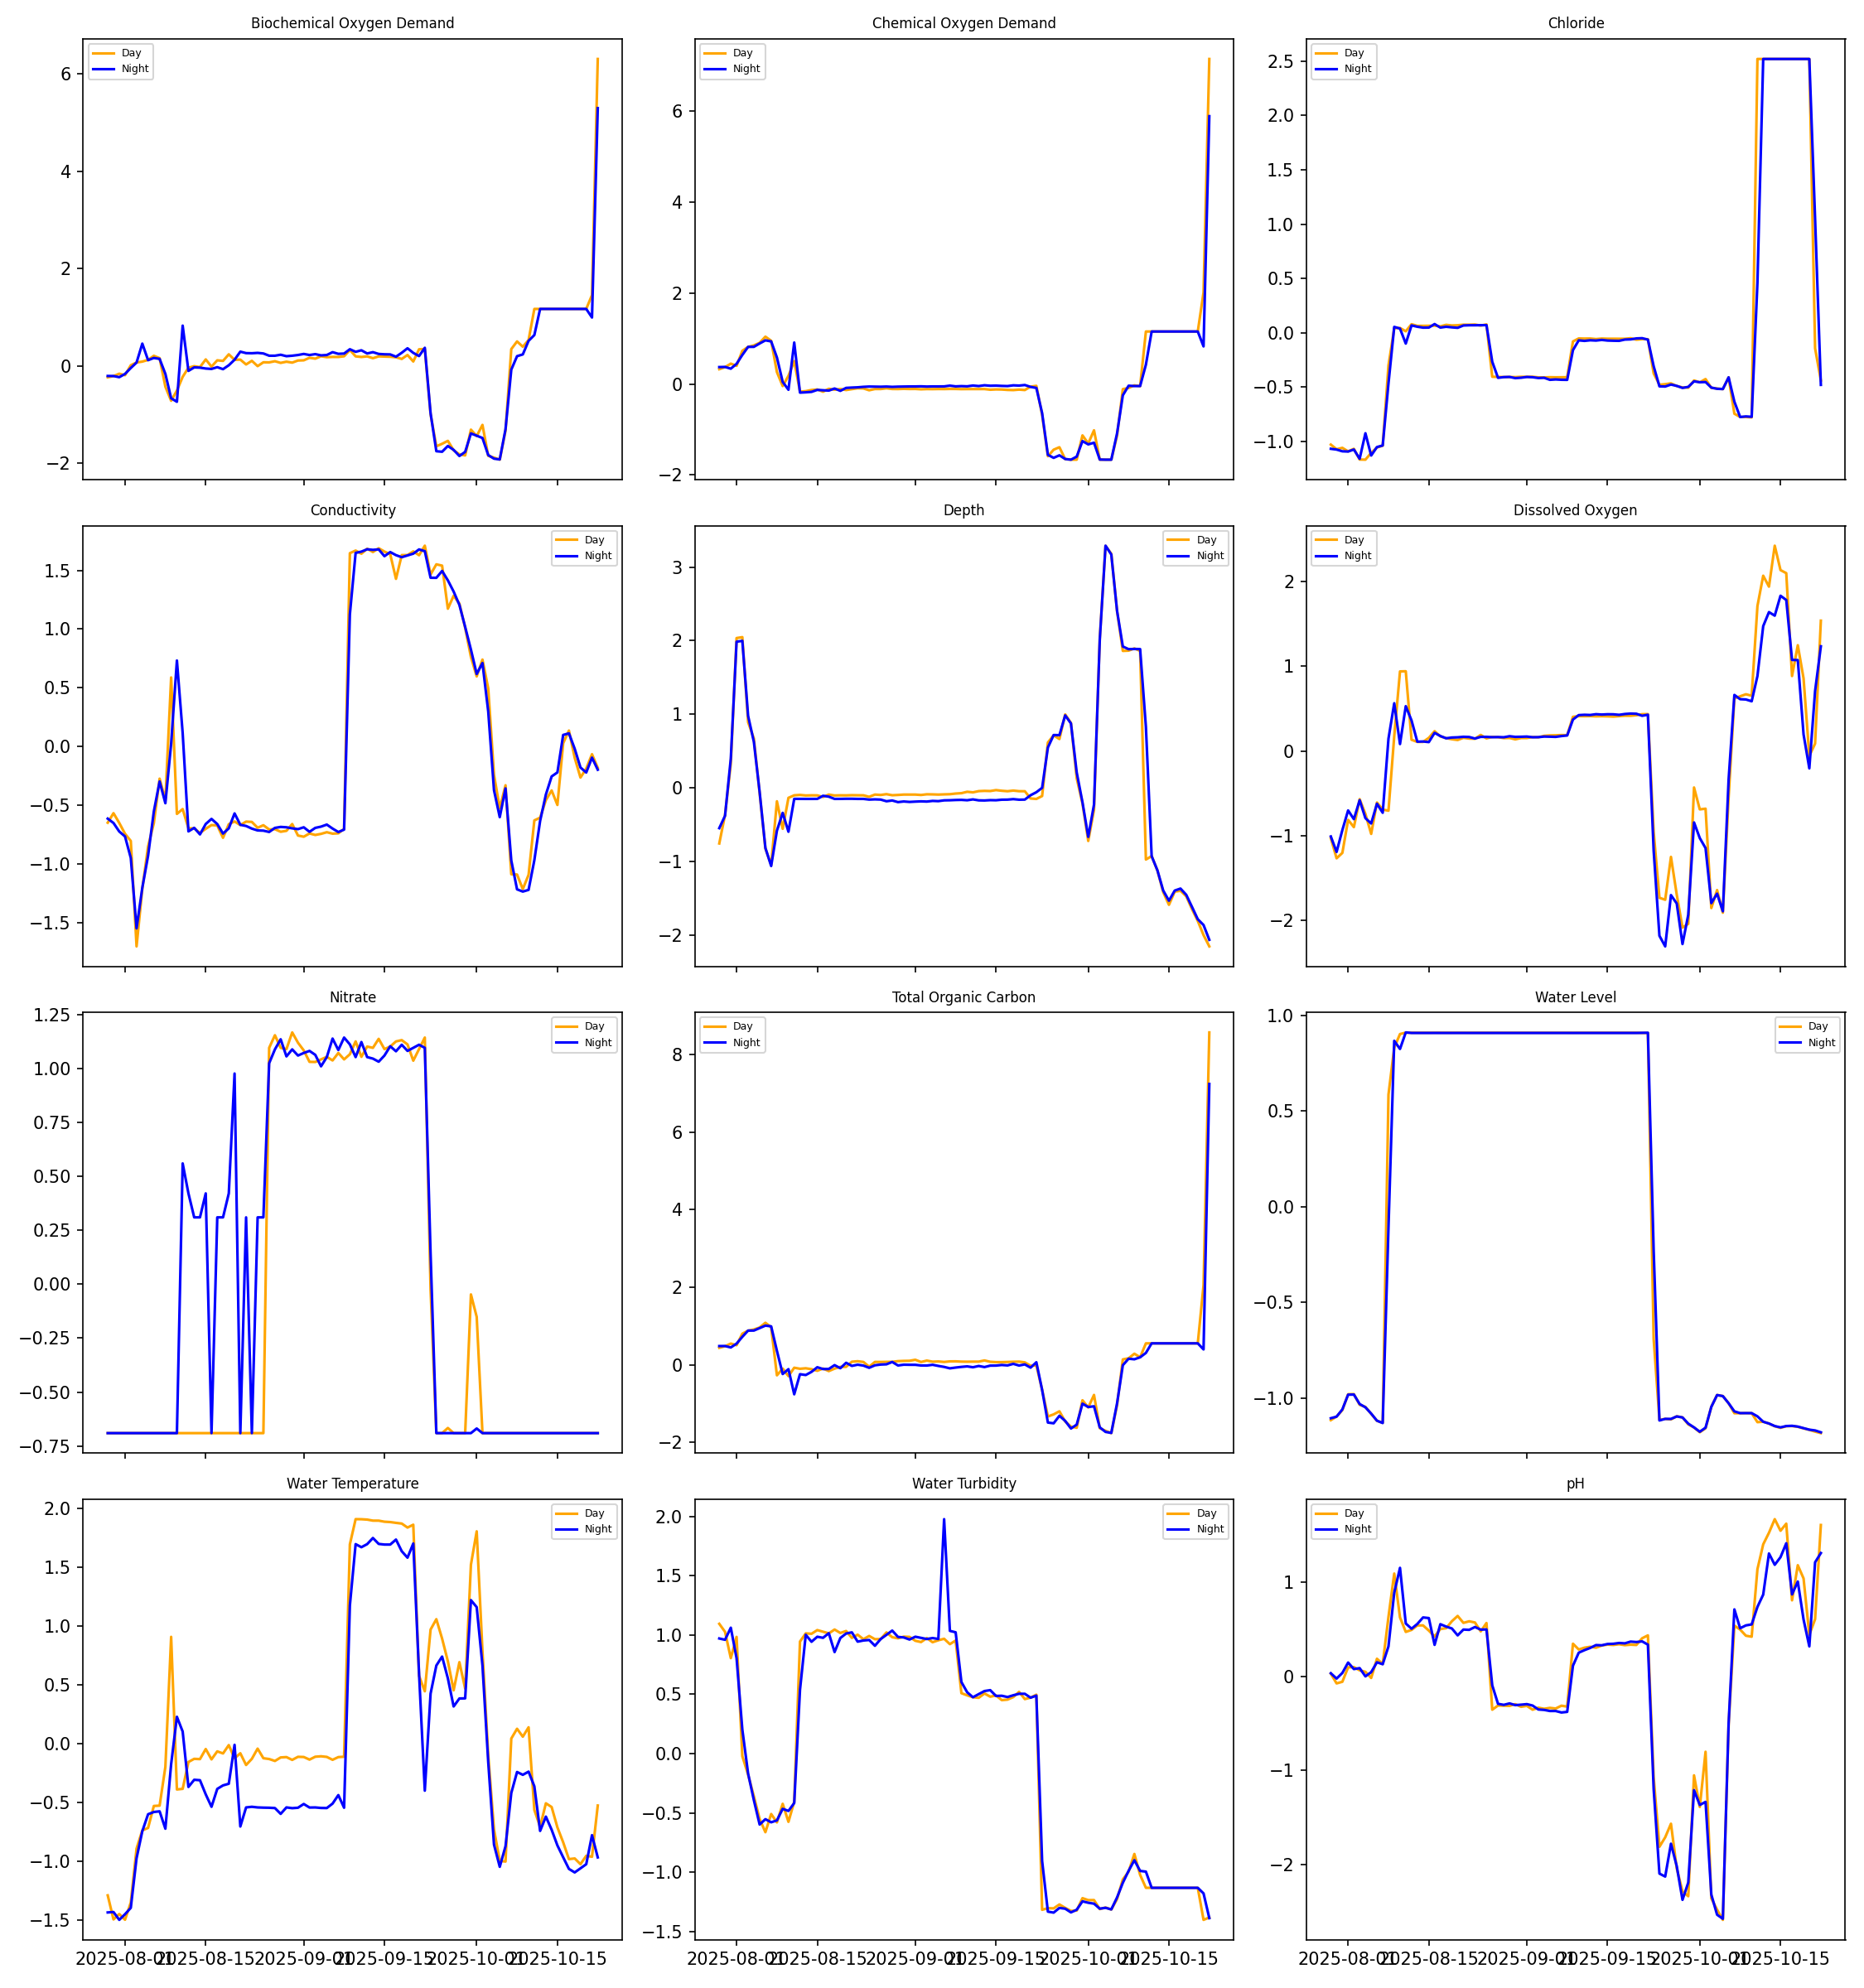 Biochemical Oxygen Demand
Day
Night
6
4
2
0
−2
Chemical Oxygen Demand
Day
Night
6
4
2
0
−2
Chloride
Day
Night
2.5
2.0
1.5
1.0
0.5
0.0
−0.5
−1.0
Conductivity
Day
Night
1.5
1.0
0.5
0.0
−0.5
−1.0
−1.5
Depth
Day
Night
3
2
1
0
−1
−2
Dissolved Oxygen
Day
Night
2
1
0
−1
−2
Nitrate
Day
Night
1.25
1.00
0.75
0.50
0.25
0.00
−0.25
−0.50
−0.75
Total Organic Carbon
Day
Night
8
6
4
2
0
−2
Water Level
Day
Night
1.0
0.5
0.0
−0.5
−1.0
Water Temperature
Day
Night
2.0
1.5
1.0
0.5
0.0
−0.5
−1.0
−1.5
2025-08-01 2025-08-15 2025-09-01 2025-09-15 2025-10-01 2025-10-15
Water Turbidity
Day
Night
2.0
1.5
1.0
0.5
0.0
−0.5
−1.0
−1.5
2025-08-01 2025-08-15 2025-09-01 2025-09-15 2025-10-01 2025-10-15
pH
Day
Night
1
0
−1
−2
2025-08-01 2025-08-15 2025-09-01 2025-09-15 2025-10-01 2025-10-15